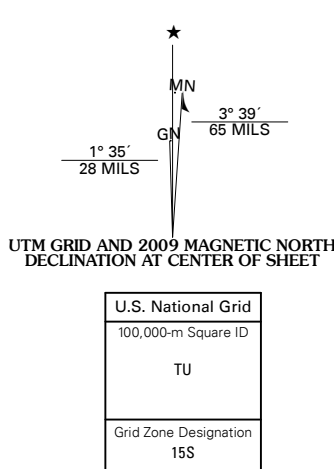 ★
MN
3° 39´
65 MILS
GN
1° 35´
28 MILS
UTM GRID AND 2009 MAGNETIC NORTH
DECLINATION AT CENTER OF SHEET
U.S. National Grid
100,000-m Square ID
TU
Grid Zone Designation
15S